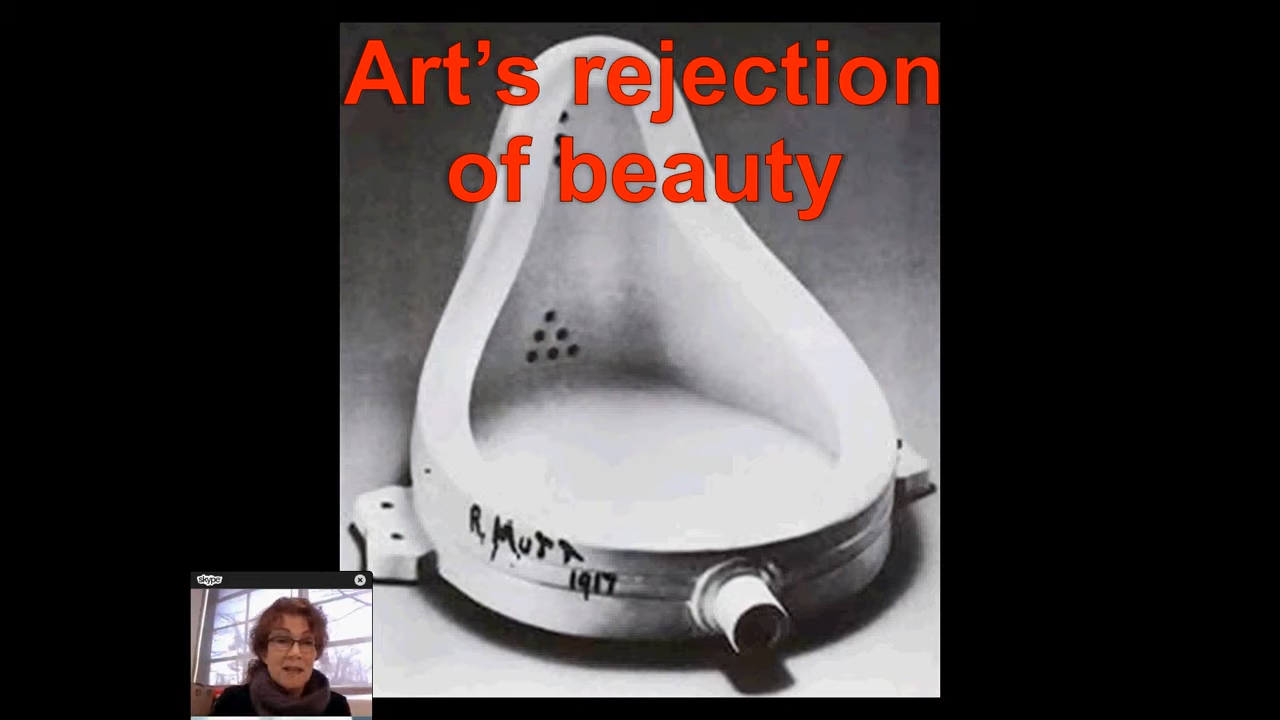 Art’s rejection
of beauty
R. MUTT
1917
skype